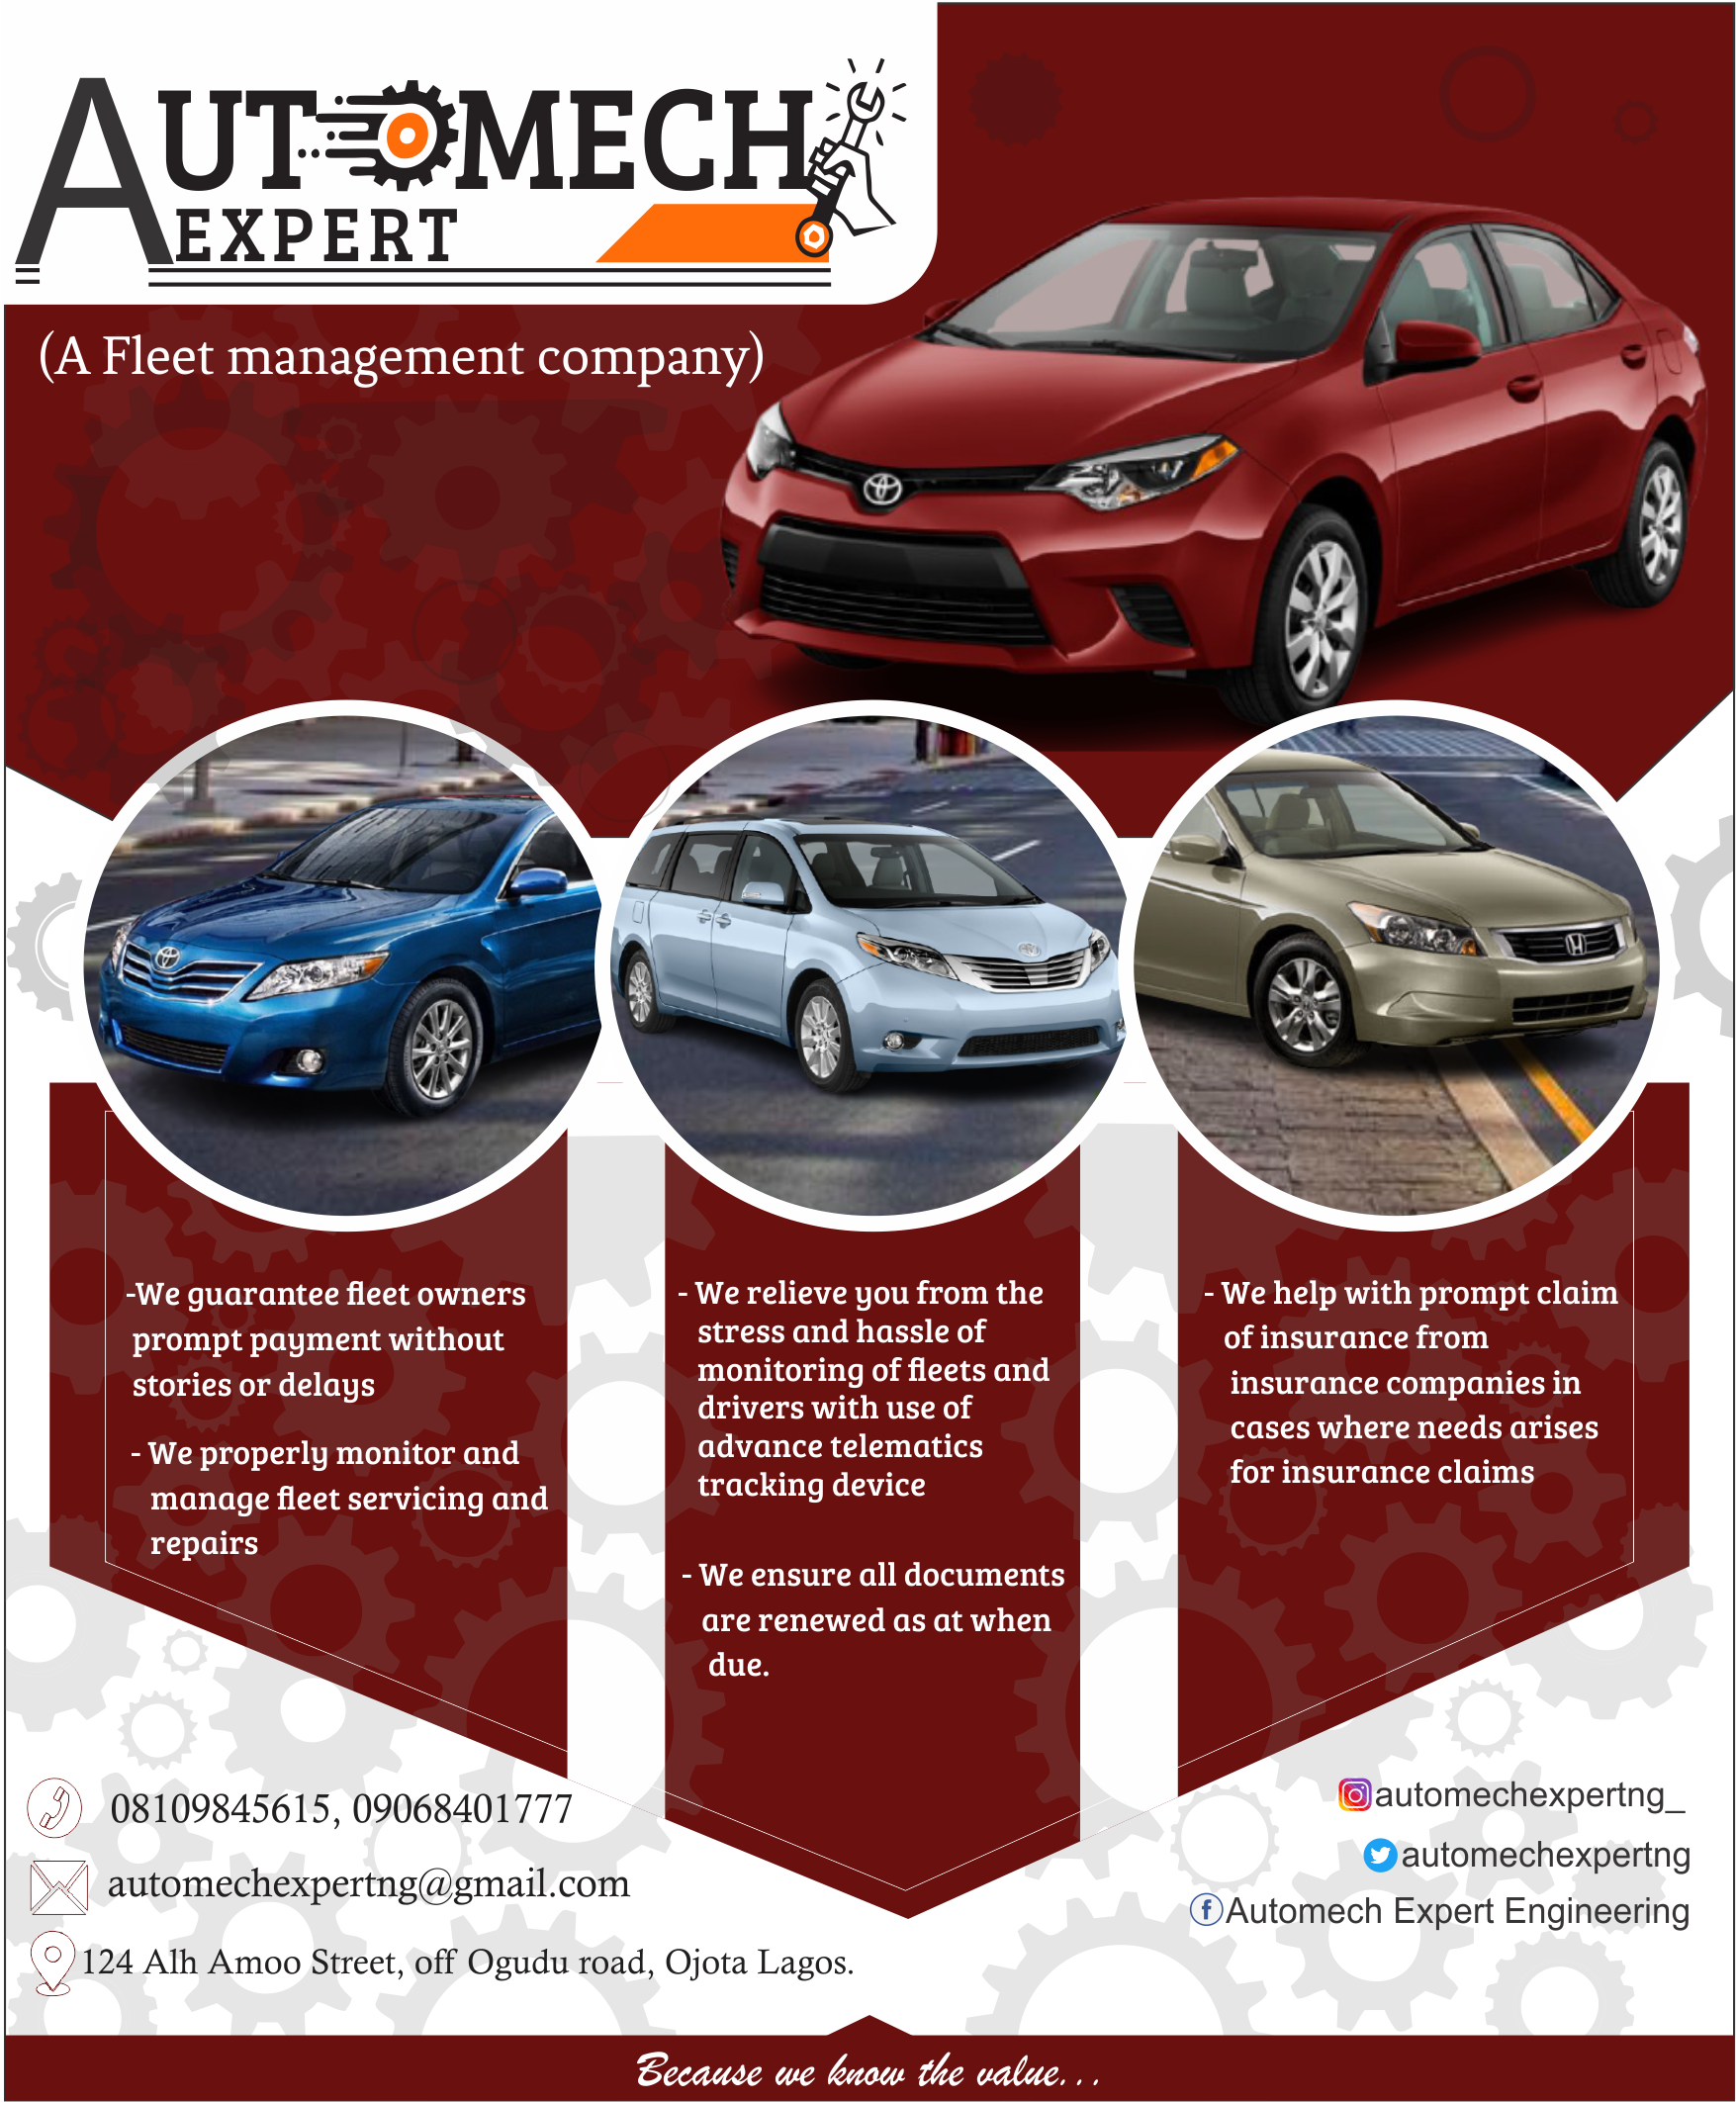 AUTOMECH
EXPERT
(A Fleet management company)
-We guarantee fleet owners
prompt payment without
stories or delays
- We properly monitor and
manage fleet servicing and
repairs
- We relieve you from the
stress and hassle of
monitoring of fleets and
drivers with use of
advance telematics
tracking device
- We ensure all documents
are renewed as at when
due.
- We help with prompt claim
of insurance from
insurance companies in
cases where needs arises
for insurance claims
08109845615, 09068401777
automechexpertng@gmail.com
124 Alh Amoo Street, off Ogudu road, Ojota Lagos.
automechexpertng_
automechexpertng
Automech Expert Engineering
Because we know the value...